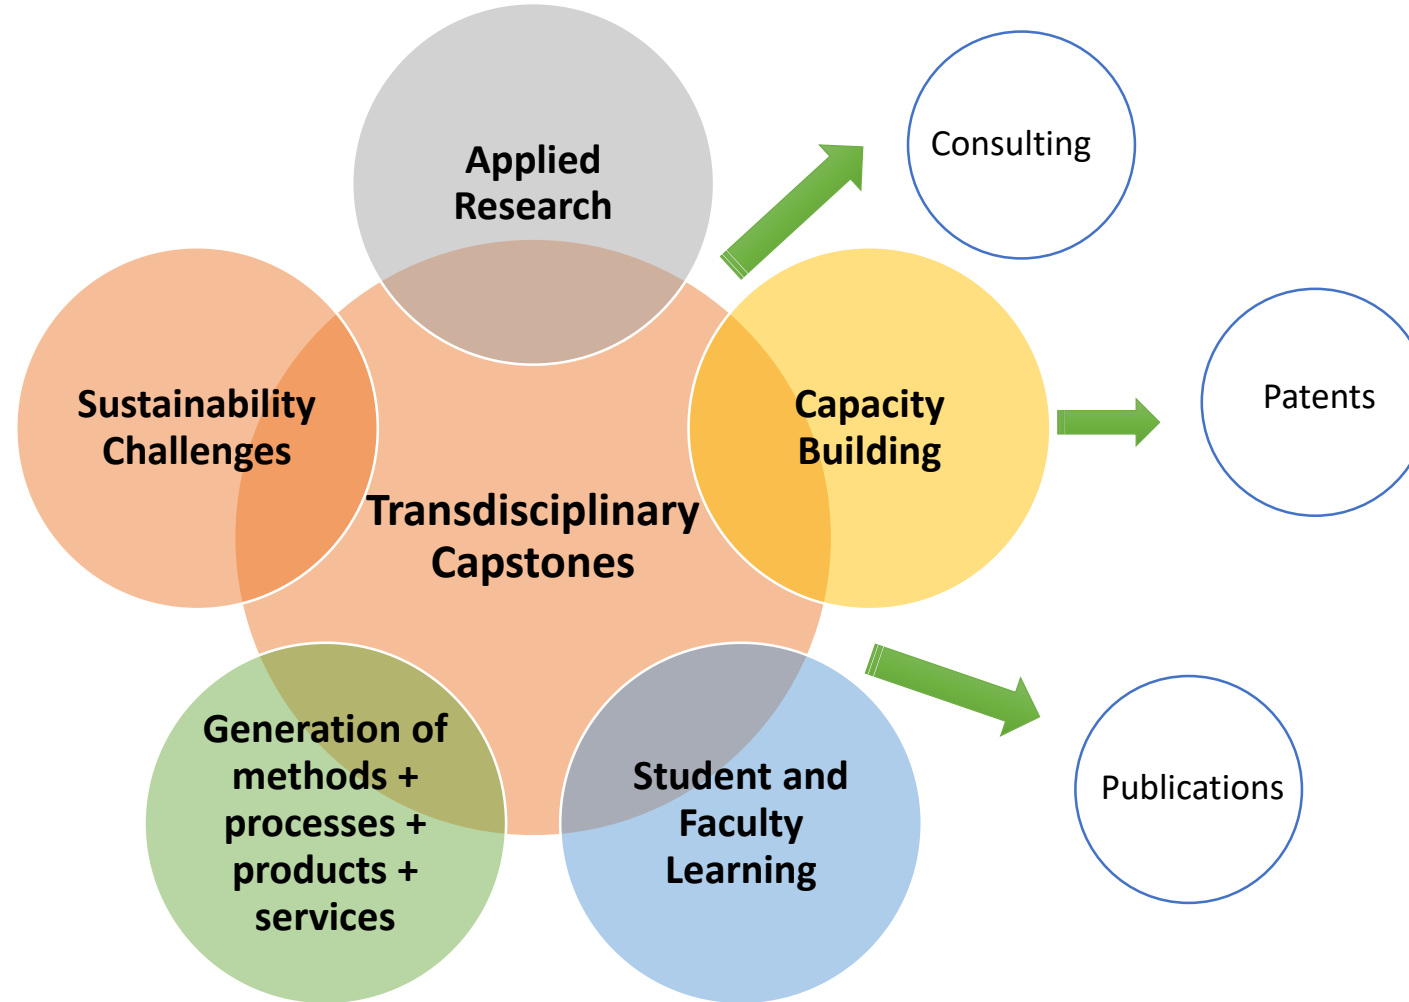 Applied
Research
Consulting
Sustainability
Challenges
Capacity
Building
Patents
Transdisciplinary
Capstones
Generation of
methods +
processes +
products +
services
Student and
Faculty
Learning
Publications